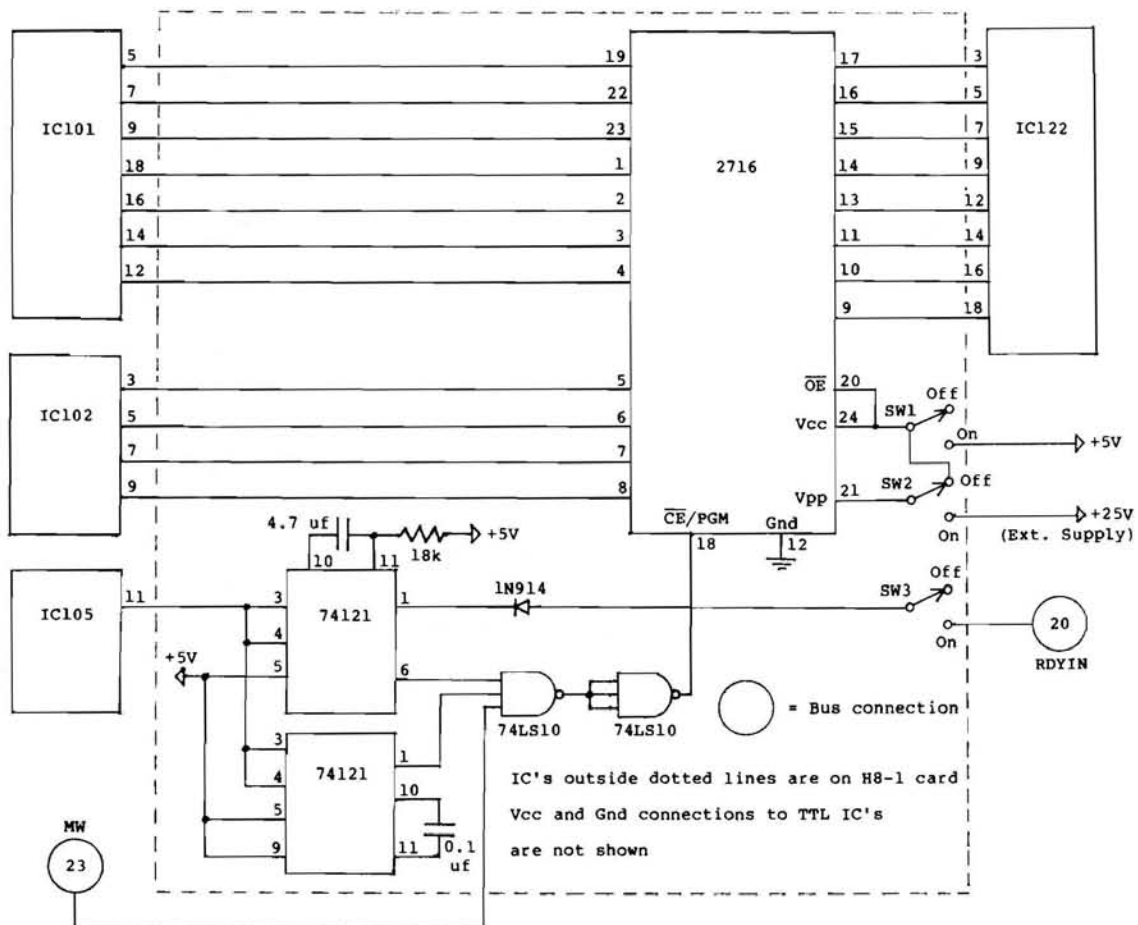 IC101
5
7
9
18
16
14
12
19
22
23
1
2
3
4
2716
17
16
15
14
13
11
10
9
3
5
7
9
12
14
16
18
IC122
IC102
3
5
7
9
5
6
7
8
OE
20
Vcc
24
Vpp
21
CE/PGM
18
Gnd
12
SW1
Off
On
+5V
SW2
Off
On
+25V
(Ext. Supply)
4.7 uf
18k
+5V
10
11
IC105
11
3
4
5
74121
1
6
+5V
1N914
SW3
Off
On
20
RDYIN
74LS10
74LS10
= Bus connection
3
4
5
9
74121
1
10
11
0.1
uf
IC's outside dotted lines are on H8-1 card
Vcc and Gnd connections to TTL IC's
are not shown
MW
23